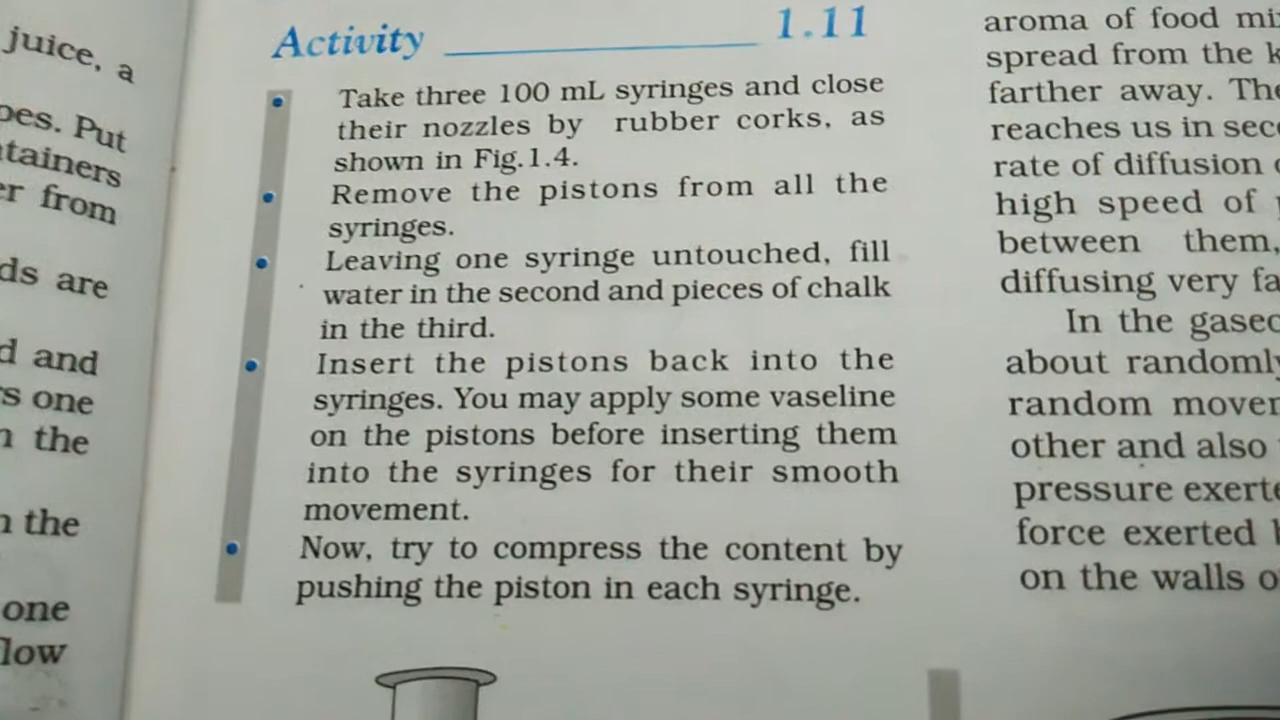 juice, a
Put
er from
ds are
d and
s one
the
the
one
low
Activity 1.11
• Take three 100 mL syringes and close
their nozzles by rubber corks, as
shown in Fig.1.4.
• Remove the pistons from all the
syringes.
• Leaving one syringe untouched, fill
water in the second and pieces of chalk
in the third.
• Insert the pistons back into the
syringes. You may apply some vaseline
on the pistons before inserting them
into the syringes for their smooth
movement.
• Now, try to compress the content by
pushing the piston in each syringe.
aroma of food
spread from the
farther away.
reaches us in
rate of diffusion
high speed of
between them,
diffusing very
In the
about randomly
random
other and also
pressure
force exerted
on the walls